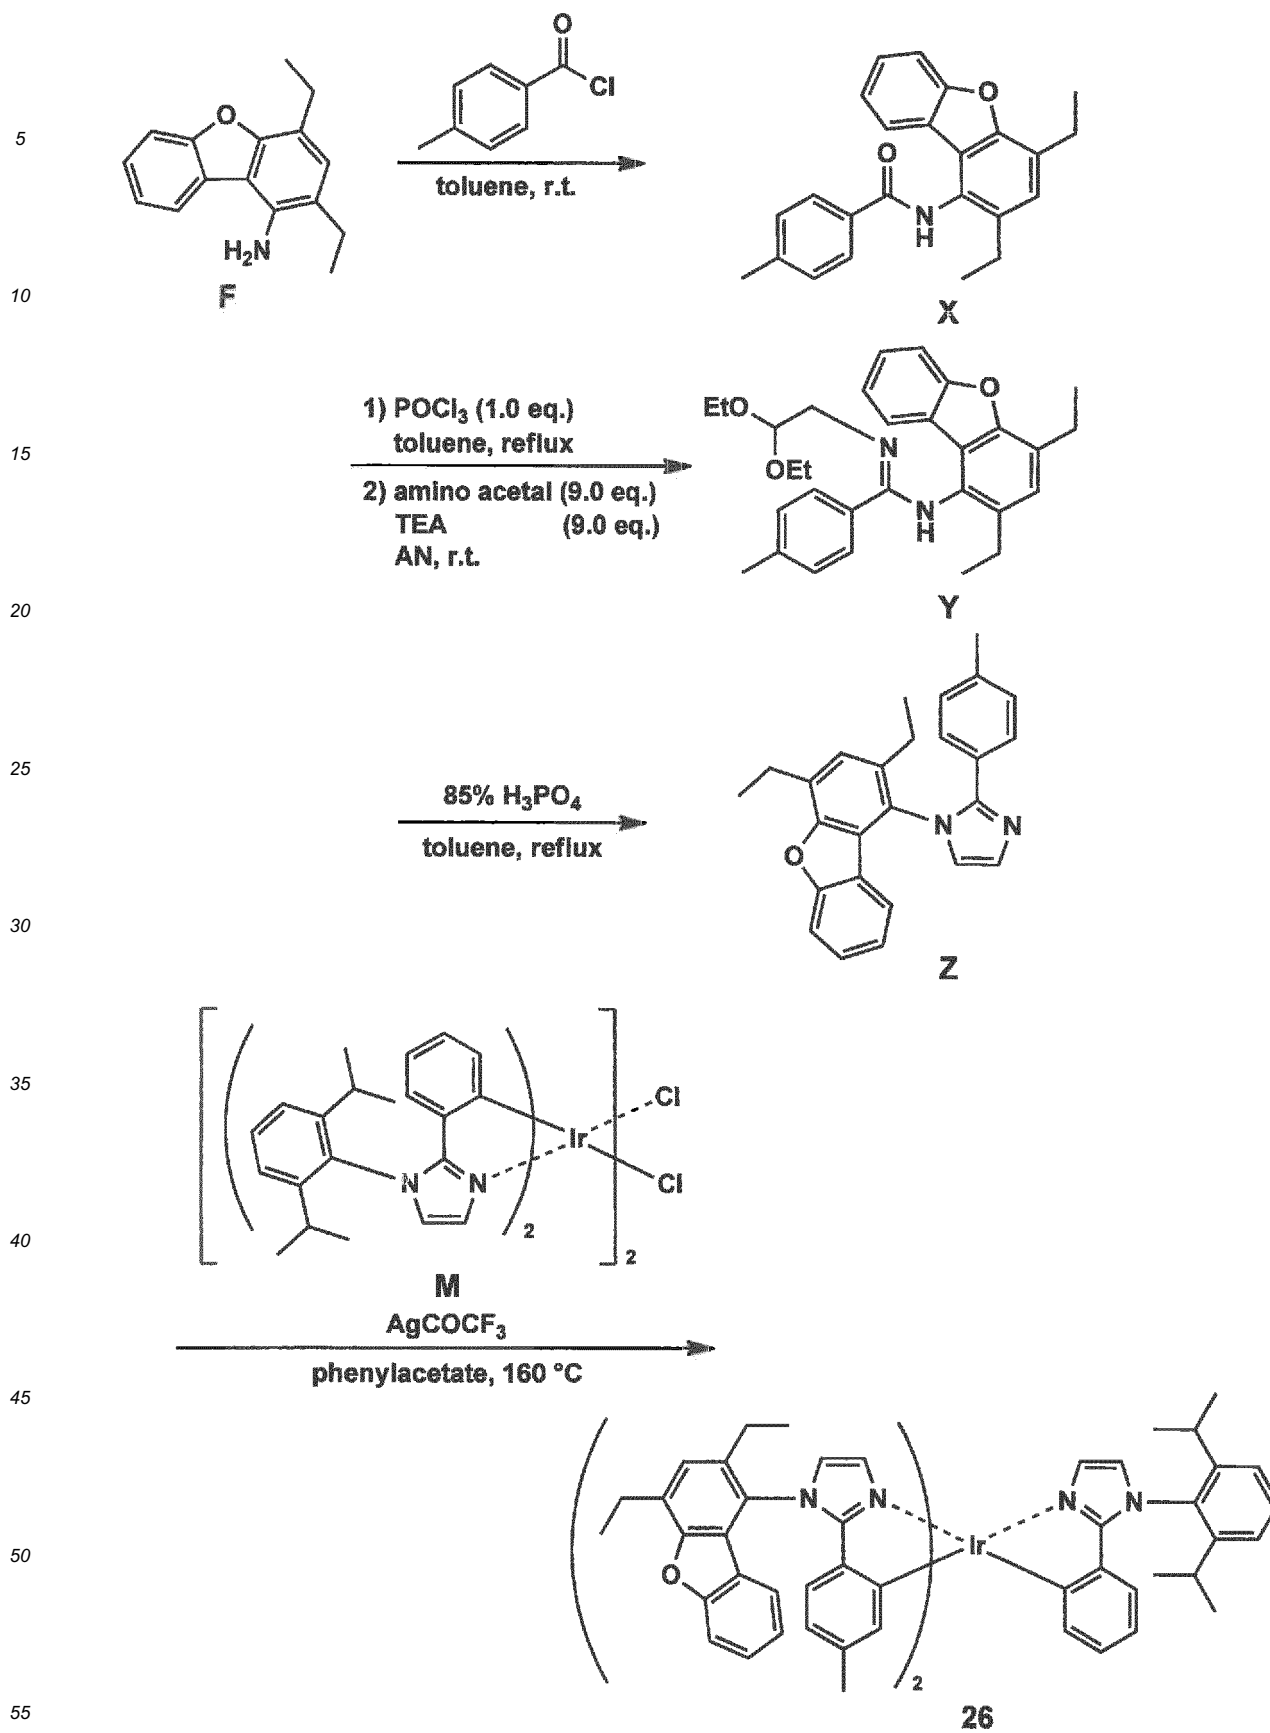 O
Cl
O
H₂N
F
toluene, r.t.
5
O
O
N
H
X
10
1) POCl₃ (1.0 eq.)
toluene, reflux
2) amino acetal (9.0 eq.)
TEA (9.0 eq.)
AN, r.t.
15
EtO
OEt
N
N
H
O
Y
20
85% H₃PO₄
toluene, reflux
25
O
N
N
Z
30
N
N
Ir
Cl
Cl
2
2
35
M
40
AgCOCF₃
phenylacetate, 160 °C
45
O
N
N
Ir
N
N
2
50
26
55